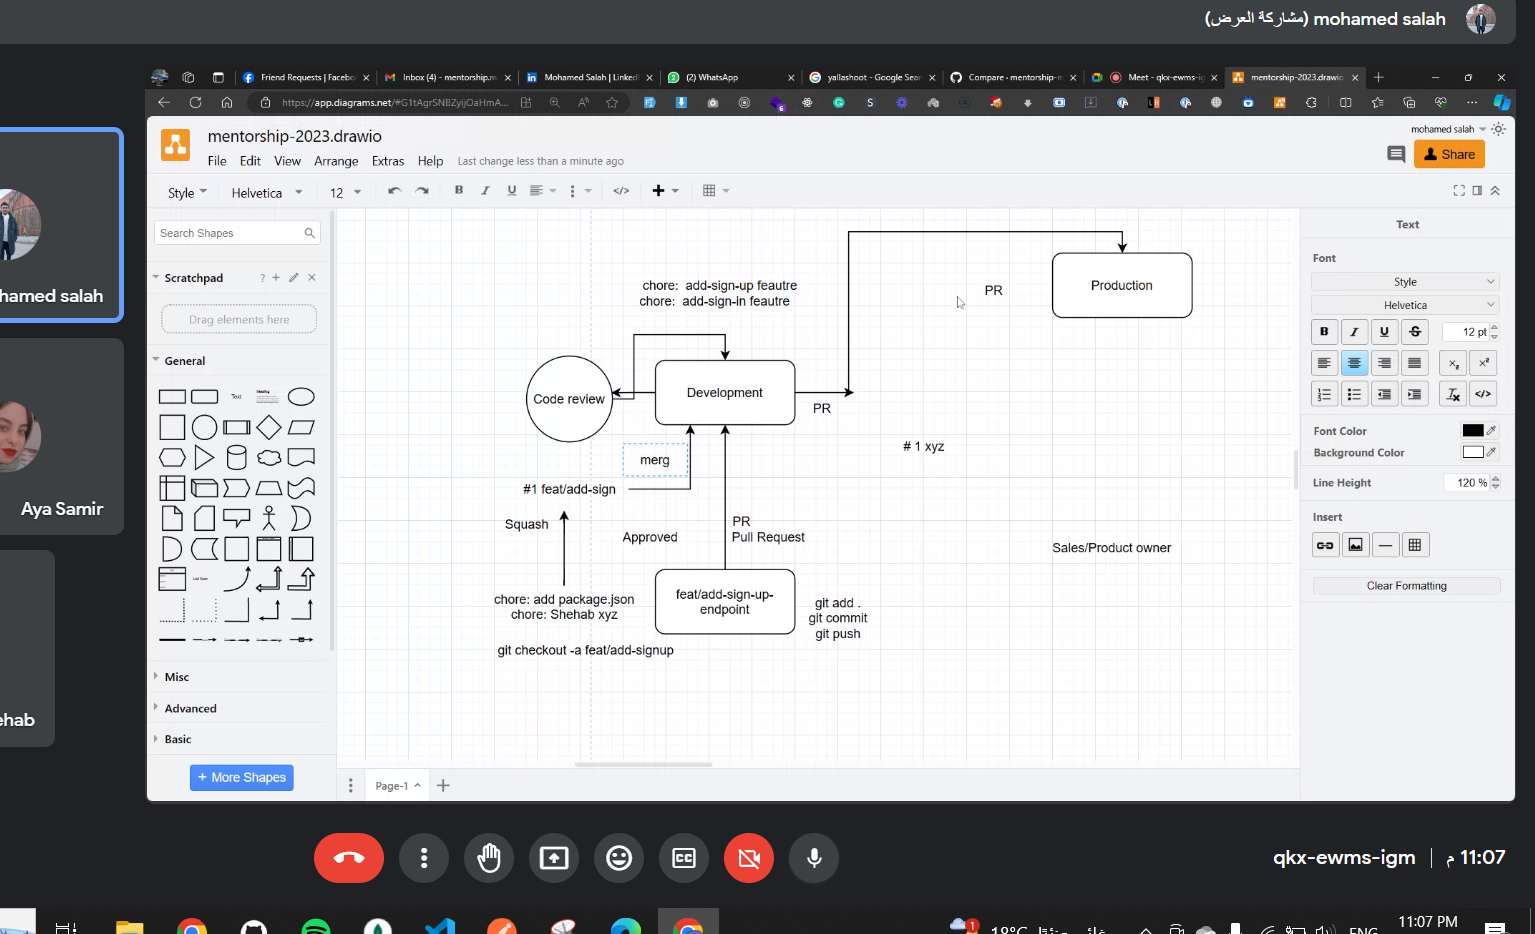 mohamed salah (مشاركة العرض)
Friend Requests | Facebo
Inbox (4) - mentorship.m
Mohamed Salah | Linked
(2) WhatsApp
yallashoot - Google Sear
Compare · mentorship-m
Meet - qkx-ewms-ig
mentorship-2023.drawio
https://app.diagrams.net/#G1tAgrSNBZyijOaHmA...
mentorship-2023.drawio
mohamed salah
File Edit View Arrange Extras Help Last change less than a minute ago
Share
Style Helvetica 12 B I U
Search Shapes
Scratchpad
Drag elements here
General
Text
Heading
Misc
Advanced
Basic
+ More Shapes
chore: add-sign-up feautre
chore: add-sign-in feautre
PR
Production
Code review
Development
PR
merg
# 1 xyz
#1 feat/add-sign
Squash
Approved
PR
Pull Request
Sales/Product owner
chore: add package.json
chore: Shehab xyz
feat/add-sign-up-
endpoint
git add .
git commit
git push
git checkout -a feat/add-signup
Page-1
Text
Font
Style
Helvetica
B I U S 12 pt
Font Color
Background Color
Line Height 120 %
Insert
Clear Formatting
hamed salah
Aya Samir
ehab
qkx-ewms-igm
11:07 م
1
18°C
ENG
11:07 PM